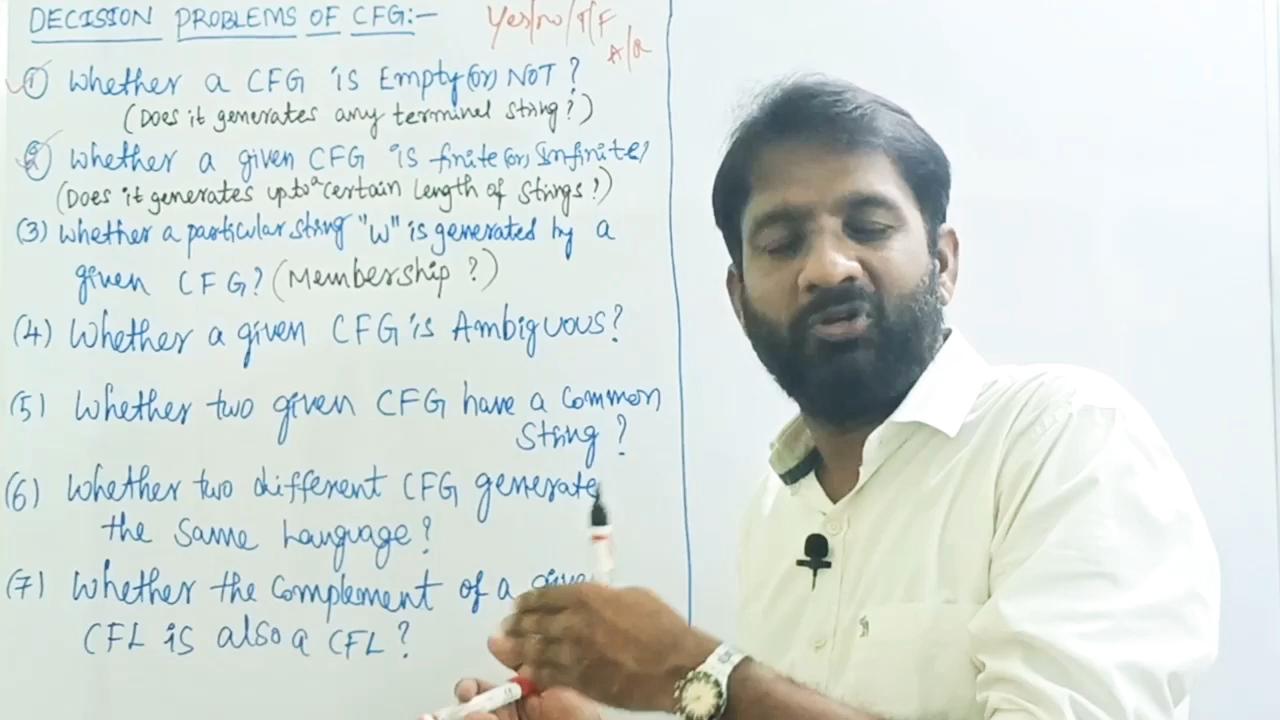 DECISION PROBLEMS OF CFG:-
Yes/no/T/F
A/R
(1) Whether a CFG is Empty (or) NOT?
(Does it generates any terminal string?)
(2) Whether a given CFG is finite (or) Infinite?
(Does it generates upto a certain length of strings?)
(3) Whether a particular string "w" is generated by a
given CFG? (Membership?)
(4) Whether a given CFG is Ambiguous?
(5) Whether two given CFG have a Common
String?
(6) Whether two different CFG generate
the same Language?
(7) Whether the Complement of a
CFL is also a CFL?